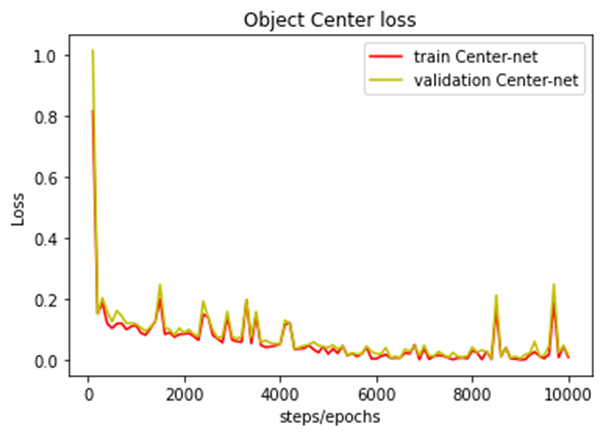 Object Center loss
train Center-net
validation Center-net
1.0
0.8
0.6
0.4
0.2
0.0
Loss
0
2000
4000
6000
8000
10000
steps/epochs